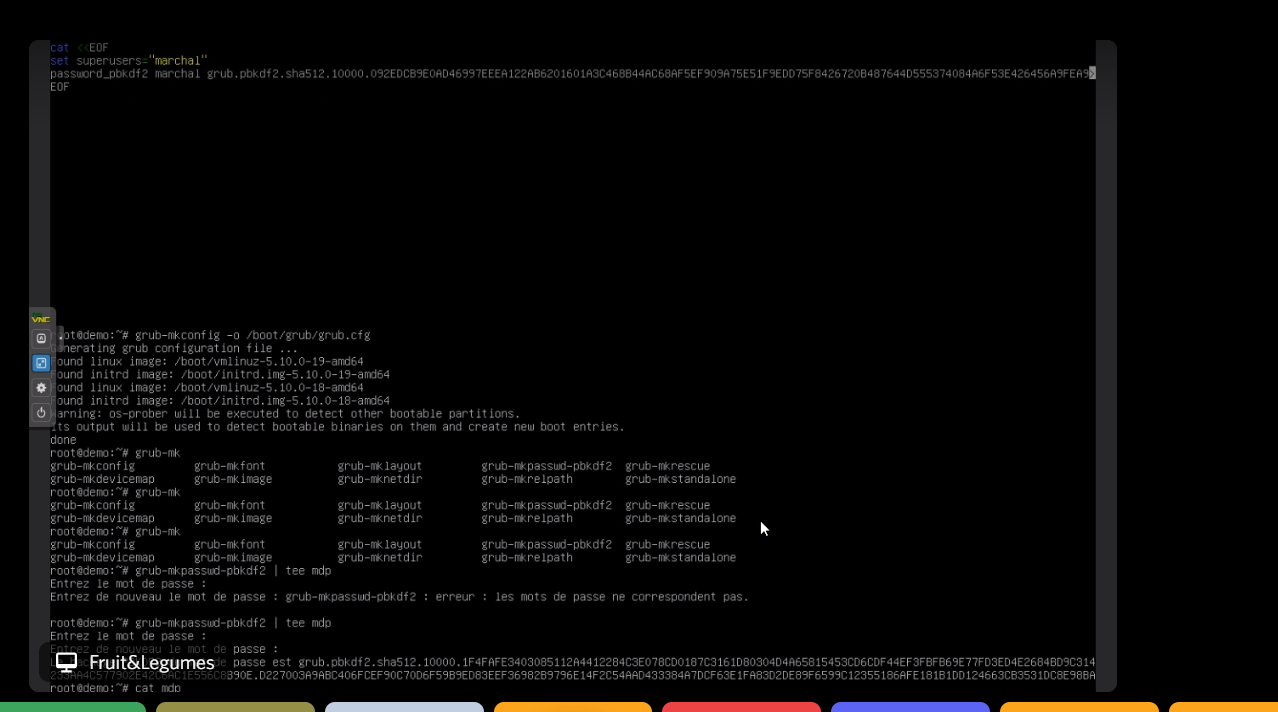 cat <<EOF
set superusers="marchal"
password_pbkdf2 marchal grub.pbkdf2.sha512.10000.092EDCB9E0AD46997EEEA122AB6201601A3C468B44AC68AF5EF909A75E51F9EDD75F8426720B487644D555374084A6F53E426456A9FEA9>
EOF
VNC
root@demo:~# grub-mkconfig -o /boot/grub/grub.cfg
enerating grub configuration file ...
ound linux image: /boot/vmlinuz-5.10.0-19-amd64
ound initrd image: /boot/initrd.img-5.10.0-19-amd64
ound linux image: /boot/vmlinuz-5.10.0-18-amd64
ound initrd image: /boot/initrd.img-5.10.0-18-amd64
arning: os-prober will be executed to detect other bootable partitions.
ts output will be used to detect bootable binaries on them and create new boot entries.
done
root@demo:~# grub-mk
grub-mkconfig grub-mkfont grub-mklayout grub-mkpasswd-pbkdf2 grub-mkrescue
grub-mkdevicemap grub-mkimage grub-mknetdir grub-mkrelpath grub-mkstandalone
root@demo:~# grub-mk
grub-mkconfig grub-mkfont grub-mklayout grub-mkpasswd-pbkdf2 grub-mkrescue
grub-mkdevicemap grub-mkimage grub-mknetdir grub-mkrelpath grub-mkstandalone
root@demo:~# grub-mk
grub-mkconfig grub-mkfont grub-mklayout grub-mkpasswd-pbkdf2 grub-mkrescue
grub-mkdevicemap grub-mkimage grub-mknetdir grub-mkrelpath grub-mkstandalone
root@demo:~# grub-mkpasswd-pbkdf2 | tee mdp
Entrez le mot de passe :
Entrez de nouveau le mot de passe : grub-mkpasswd-pbkdf2 : erreur : les mots de passe ne correspondent pas.
root@demo:~# grub-mkpasswd-pbkdf2 | tee mdp
Entrez le mot de passe :
Entrez de nouveau le mot de passe :
passe est grub.pbkdf2.sha512.10000.1F4FAFE3403085112A4412284C3E078CD0187C3161D80304D4A65815453CD6CDF44EF3FBFB69E77FD3ED4E2684BD9C314
Fruit&Legumes
root@demo:~# cat mdp